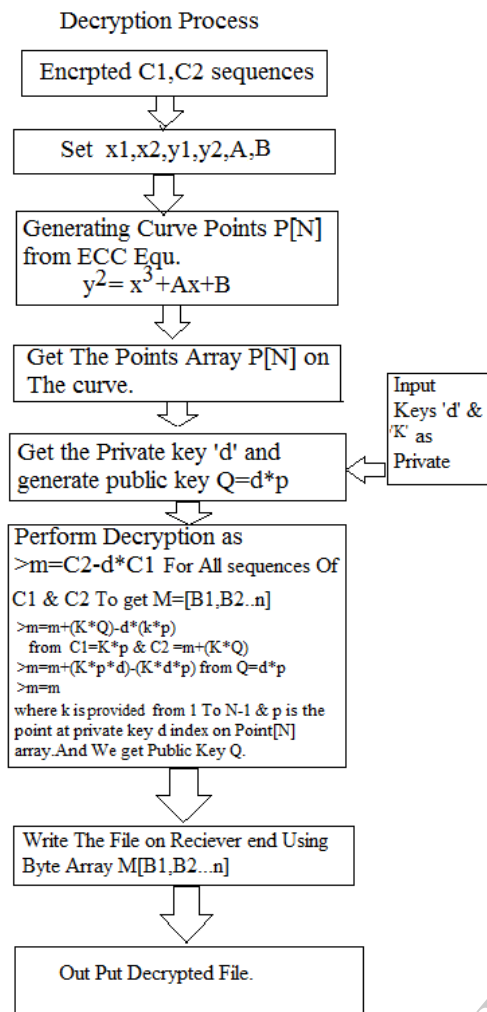 Decryption Process
Encrpted C1,C2 sequences
Set x1,x2,y1,y2,A,B
Generating Curve Points P[N]
from ECC Equ.
y²= x³+Ax+B
Get The Points Array P[N] on
The curve.
Input
Keys 'd' &
'K' as
Private
Get the Private key 'd' and
generate public key Q=d*p
Perform Decryption as
>m=C2-d*C1 For All sequences Of
C1 & C2 To get M=[B1,B2..n]
>m=m+(K*Q)-d*(k*p)
from C1=K*p & C2 =m+(K*Q)
>m=m+(K*p*d)-(K*d*p) from Q=d*p
>m=m
where k is provided from 1 To N-1 & p is the
point at private key d index on Point[N]
array.And We get Public Key Q.
Write The File on Reciever end Using
Byte Array M[B1,B2...n]
Out Put Decrypted File.